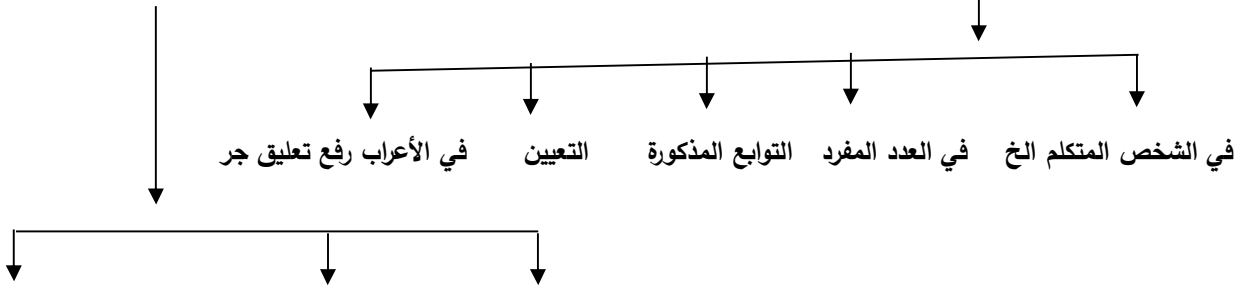 في الشخص المتكلم الخ في العدد المفرد التوابع المذكورة التعيين في الأعراب رفع تعليق جر